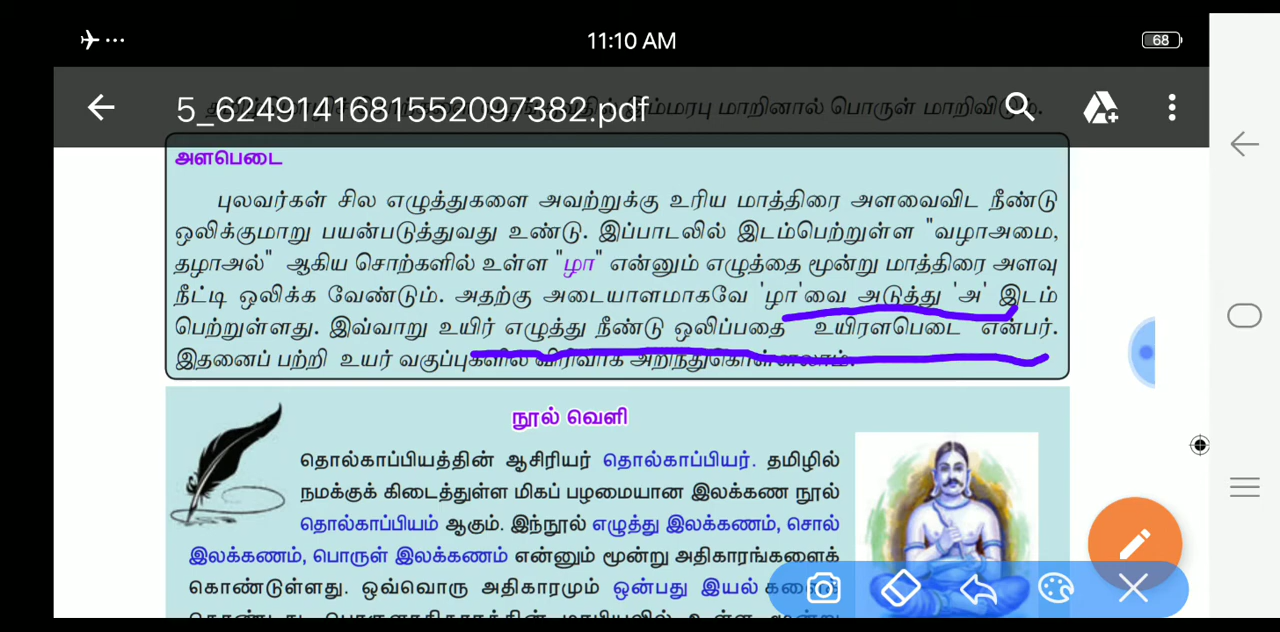 11:10 AM
68
5_6249141681552097382.pdf
மாறினால் பொருள் மாறிவிடும்.
அளபெடை
புலவர்கள் சில எழுத்துகளை அவற்றுக்கு உரிய மாத்திரை அளவைவிட நீண்டு
ஒலிக்குமாறு பயன்படுத்துவது உண்டு. இப்பாடலில் இடம்பெற்றுள்ள "வழாஅமை,
தழாஅல்" ஆகிய சொற்களில் உள்ள "ழா" என்னும் எழுத்தை மூன்று மாத்திரை அளவு
நீட்டி ஒலிக்க வேண்டும். அதற்கு அடையாளமாகவே 'ழா'வை அடுத்து 'அ' இடம்
பெற்றுள்ளது. இவ்வாறு உயிர் எழுத்து நீண்டு ஒலிப்பதை உயிரளபெடை என்பர்.
இதனைப் பற்றி உயர் வகுப்புகளில் விரிவாக அறிந்துகொள்ளலாம்.
நூல் வெளி
தொல்காப்பியத்தின் ஆசிரியர் தொல்காப்பியர். தமிழில்
நமக்குக் கிடைத்துள்ள மிகப் பழமையான இலக்கண நூல்
தொல்காப்பியம் ஆகும். இந்நூல் எழுத்து இலக்கணம், சொல்
இலக்கணம், பொருள் இலக்கணம் என்னும் மூன்று அதிகாரங்களைக்
கொண்டுள்ளது. ஒவ்வொரு அதிகாரமும் ஒன்பது இயல்களைக்